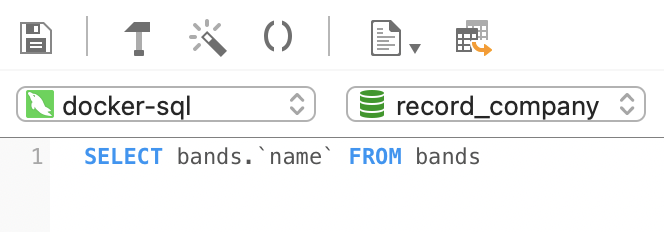 docker-sql
record_company
1
SELECT bands.`name` FROM bands